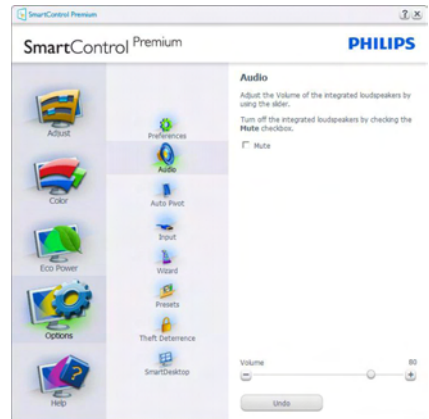 SmartControl Premium
SmartControl Premium
PHILIPS
Adjust
Color
Eco Power
Options
Help
Preferences
Audio
Auto Pivot
Input
Wizard
Presets
Theft Deterrence
SmartDesktop
Audio
Adjust the Volume of the integrated loudspeakers by
using the slider.
Turn off the integrated loudspeakers by checking the
Mute checkbox.
Mute
Volume 80
Undo